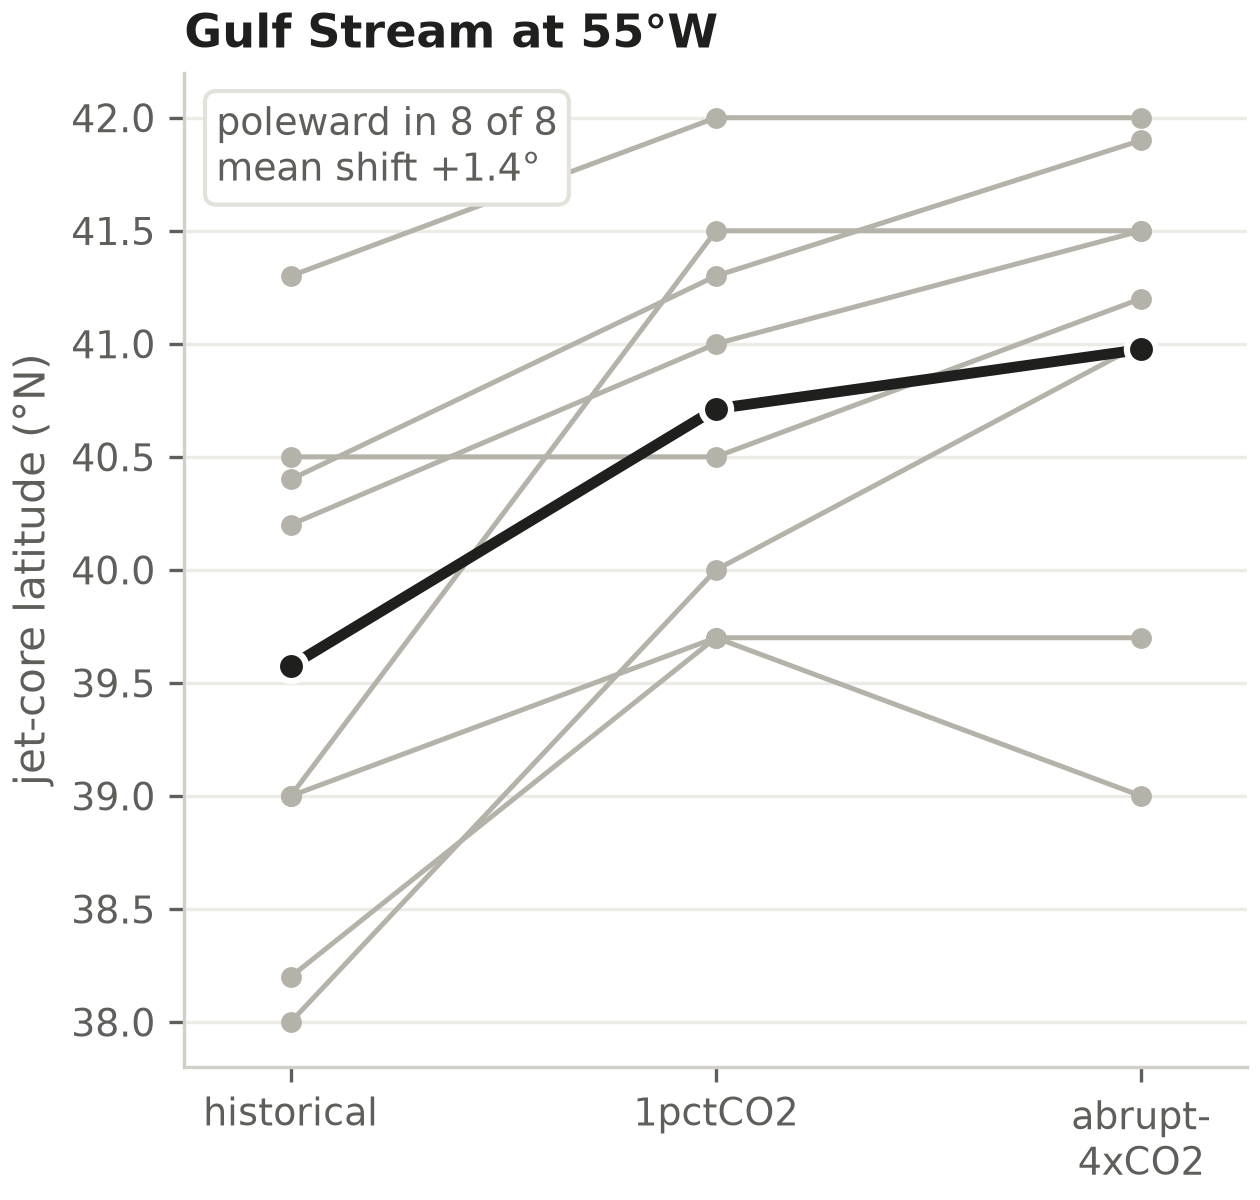 Gulf Stream at 55°W
poleward in 8 of 8
mean shift +1.4°
jet-core latitude (°N)
42.0
41.5
41.0
40.5
40.0
39.5
39.0
38.5
38.0
historical
1pctCO2
abrupt-
4xCO2